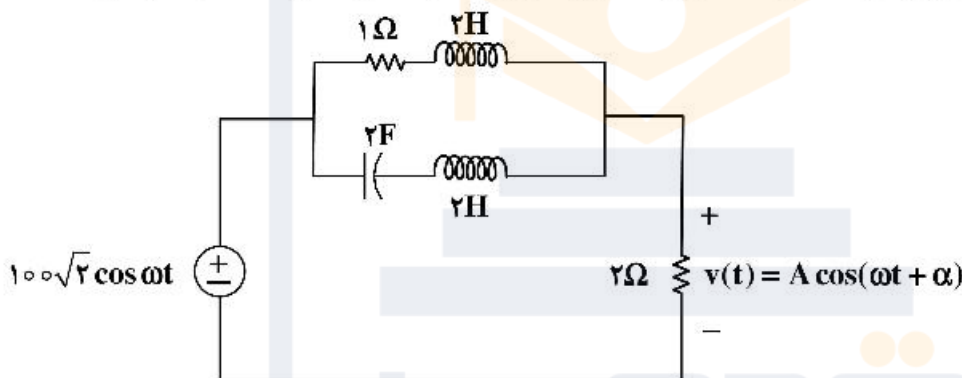 ۱Ω
۲H
۲F
۲H
۱۰۰√۲ cos ωt
+
۲Ω v(t) = A cos(ωt + α)
−